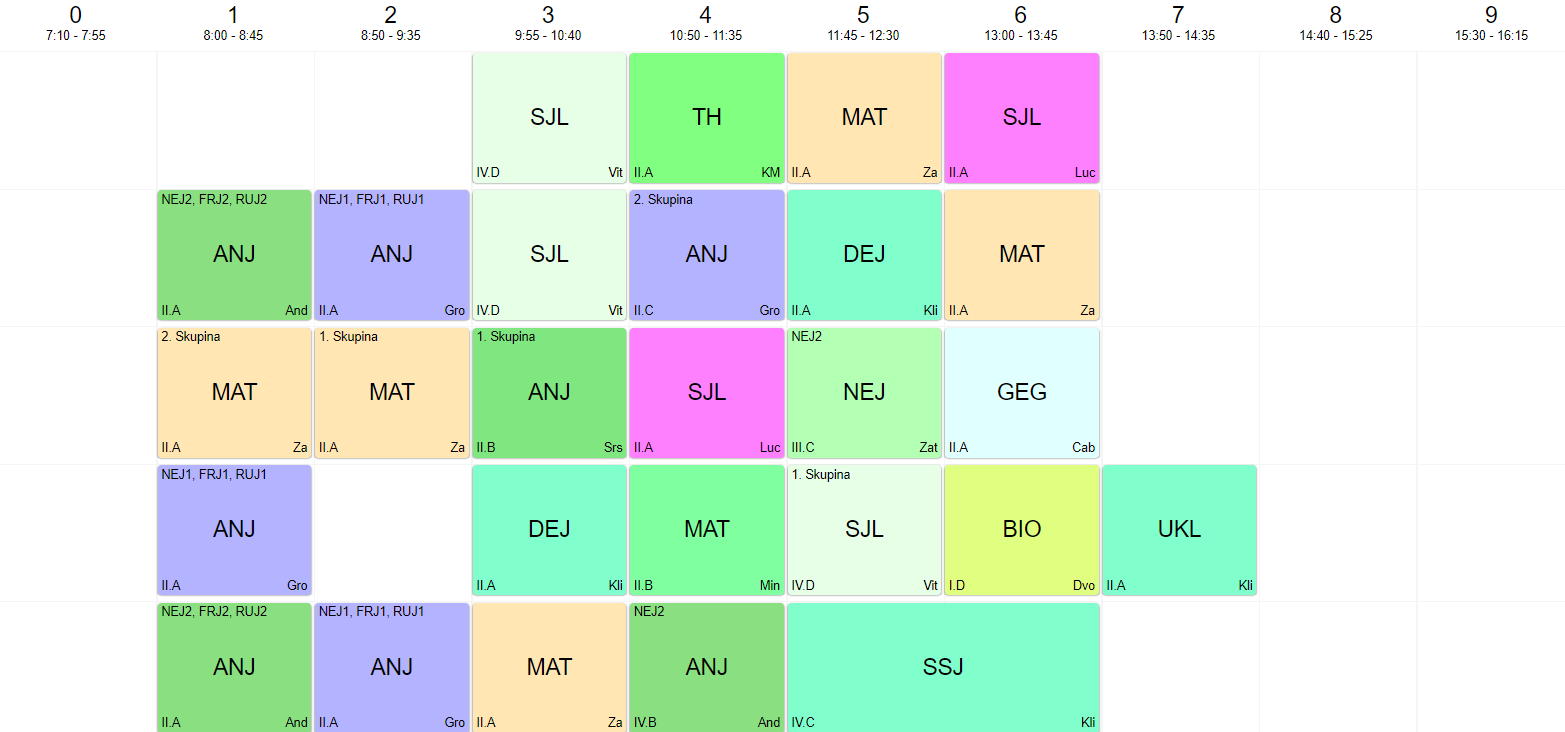 0 1 2 3 4 5 6 7 8 9
7:10 - 7:55 8:00 - 8:45 8:50 - 9:35 9:55 - 10:40 10:50 - 11:35 11:45 - 12:30 13:00 - 13:45 13:50 - 14:35 14:40 - 15:25 15:30 - 16:15
SJL TH MAT SJL
IV.D Vit II.A KM II.A Za II.A Luc
NEJ2, FRJ2, RUJ2 NEJ1, FRJ1, RUJ1 2. Skupina
ANJ ANJ SJL ANJ DEJ MAT
II.A And II.A Gro IV.D Vit II.C Gro II.A Kli II.A Za
2. Skupina 1. Skupina 1. Skupina NEJ2
MAT MAT ANJ SJL NEJ GEG
II.A Za II.A Za II.B Srs II.A Luc III.C Zat II.A Cab
NEJ1, FRJ1, RUJ1 1. Skupina
ANJ DEJ MAT SJL BIO UKL
II.A Gro II.A Kli II.B Min IV.D Vit I.D Dvo II.A Kli
NEJ2, FRJ2, RUJ2 NEJ1, FRJ1, RUJ1 NEJ2
ANJ ANJ MAT ANJ SSJ
II.A And II.A Gro II.A Za IV.B And IV.C Kli